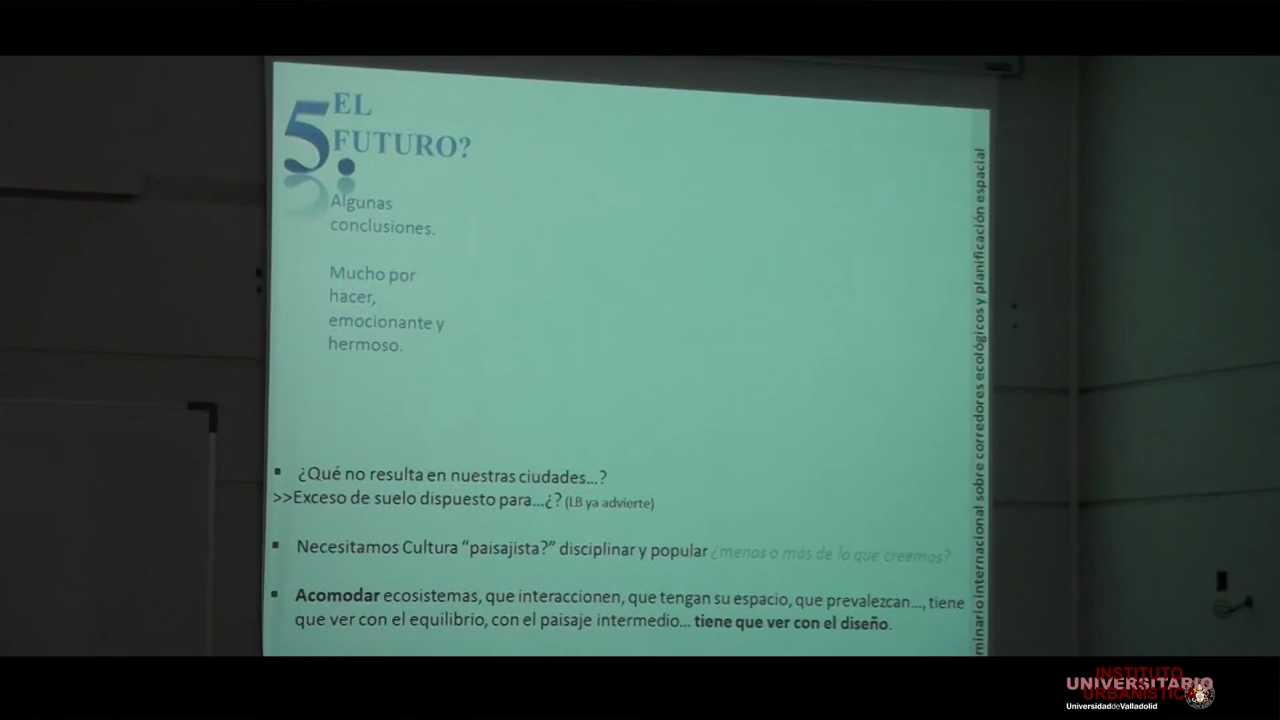 5.
EL
FUTURO?
Algunas
conclusiones.
Mucho por
hacer,
emocionante y
hermoso.
▪ ¿Qué no resulta en nuestras ciudades...?
>>Exceso de suelo dispuesto para...¿? (LB ya advierte)
▪ Necesitamos Cultura “paisajista?” disciplinar y popular ¿menos o más de lo que creemos?
▪ Acomodar ecosistemas, que interaccionen, que tengan su espacio, que prevalezcan..., tiene
que ver con el equilibrio, con el paisaje intermedio... tiene que ver con el diseño.
minario internacional sobre corredores ecológicos y planificación espacial
INSTITUTO
UNIVERSITARIO
URBANÍSTICA
UniversidaddeValladolid